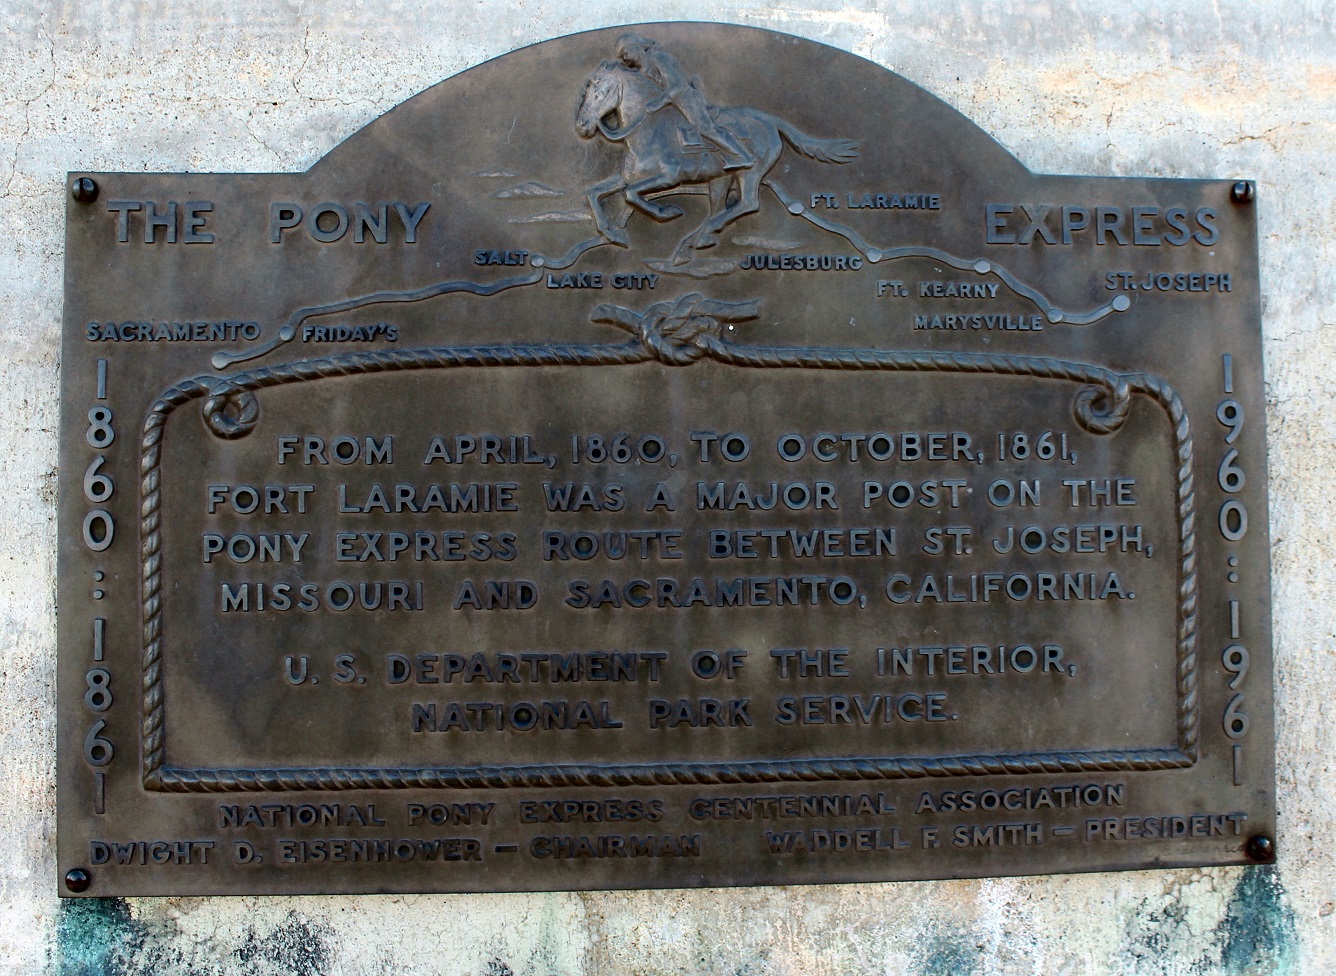 THE PONY EXPRESS
FT. LARAMIE
SALT
LAKE CITY
JULESBURG
FT. KEARNY
ST. JOSEPH
SACRAMENTO
FRIDAY'S
MARYSVILLE
1860:1861
1960:1961
FROM APRIL, 1860, TO OCTOBER, 1861,
FORT LARAMIE WAS A MAJOR POST ON THE
PONY EXPRESS ROUTE BETWEEN ST. JOSEPH,
MISSOURI AND SACRAMENTO, CALIFORNIA.
U.S. DEPARTMENT OF THE INTERIOR,
NATIONAL PARK SERVICE.
NATIONAL PONY EXPRESS CENTENNIAL ASSOCIATION
DWIGHT D. EISENHOWER – CHAIRMAN WADDELL F. SMITH – PRESIDENT